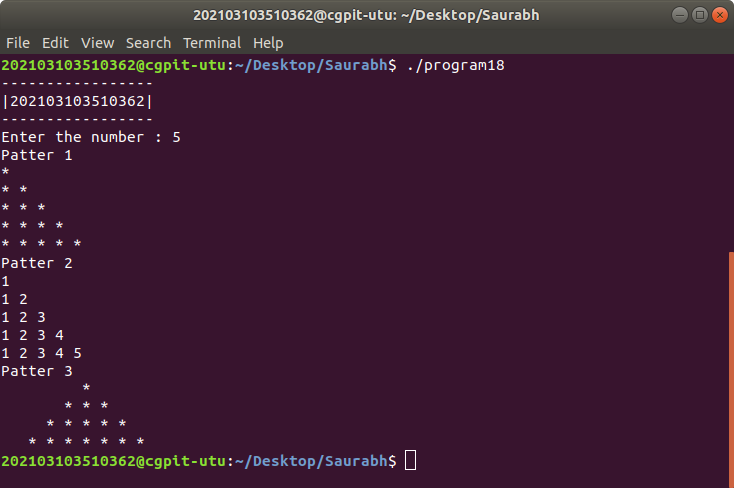 202103103510362@cgpit-utu: ~/Desktop/Saurabh
File Edit View Search Terminal Help
202103103510362@cgpit-utu:~/Desktop/Saurabh$ ./program18
-----------------
|202103103510362|
-----------------
Enter the number : 5
Patter 1
*
* *
* * *
* * * *
* * * * *
Patter 2
1
1 2
1 2 3
1 2 3 4
1 2 3 4 5
Patter 3
         *
       * * *
     * * * * *
   * * * * * * *
202103103510362@cgpit-utu:~/Desktop/Saurabh$